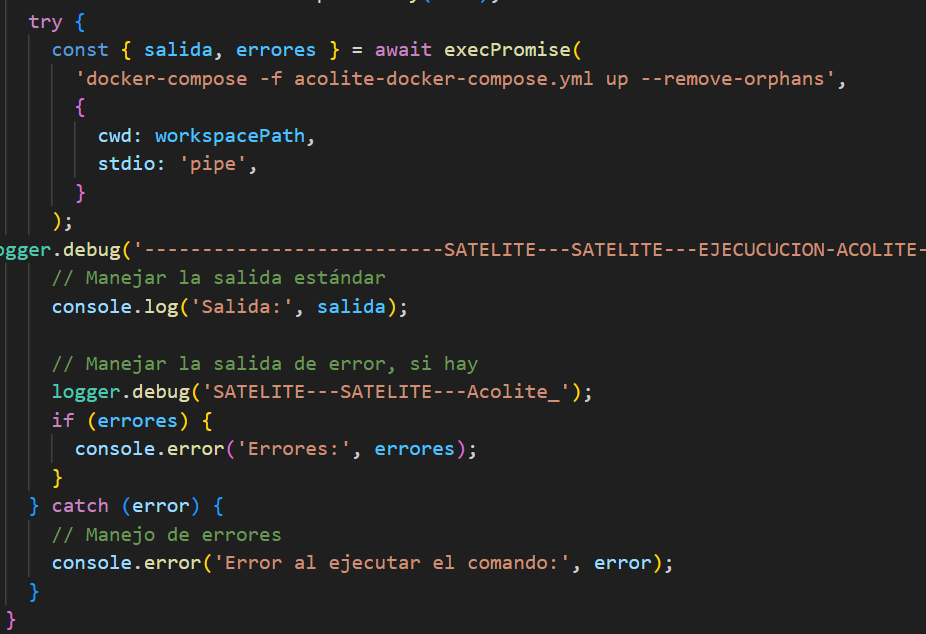 try {
const { salida, errores } = await execPromise(
'docker-compose -f acolite-docker-compose.yml up --remove-orphans',
{
cwd: workspacePath,
stdio: 'pipe',
}
);
ogger.debug('--------------------------SATELITE---SATELITE---EJECUCUCION-ACOLITE-
// Manejar la salida estándar
console.log('Salida:', salida);
// Manejar la salida de error, si hay
logger.debug('SATELITE---SATELITE---Acolite_');
if (errores) {
console.error('Errores:', errores);
}
} catch (error) {
// Manejo de errores
console.error('Error al ejecutar el comando:', error);
}
}